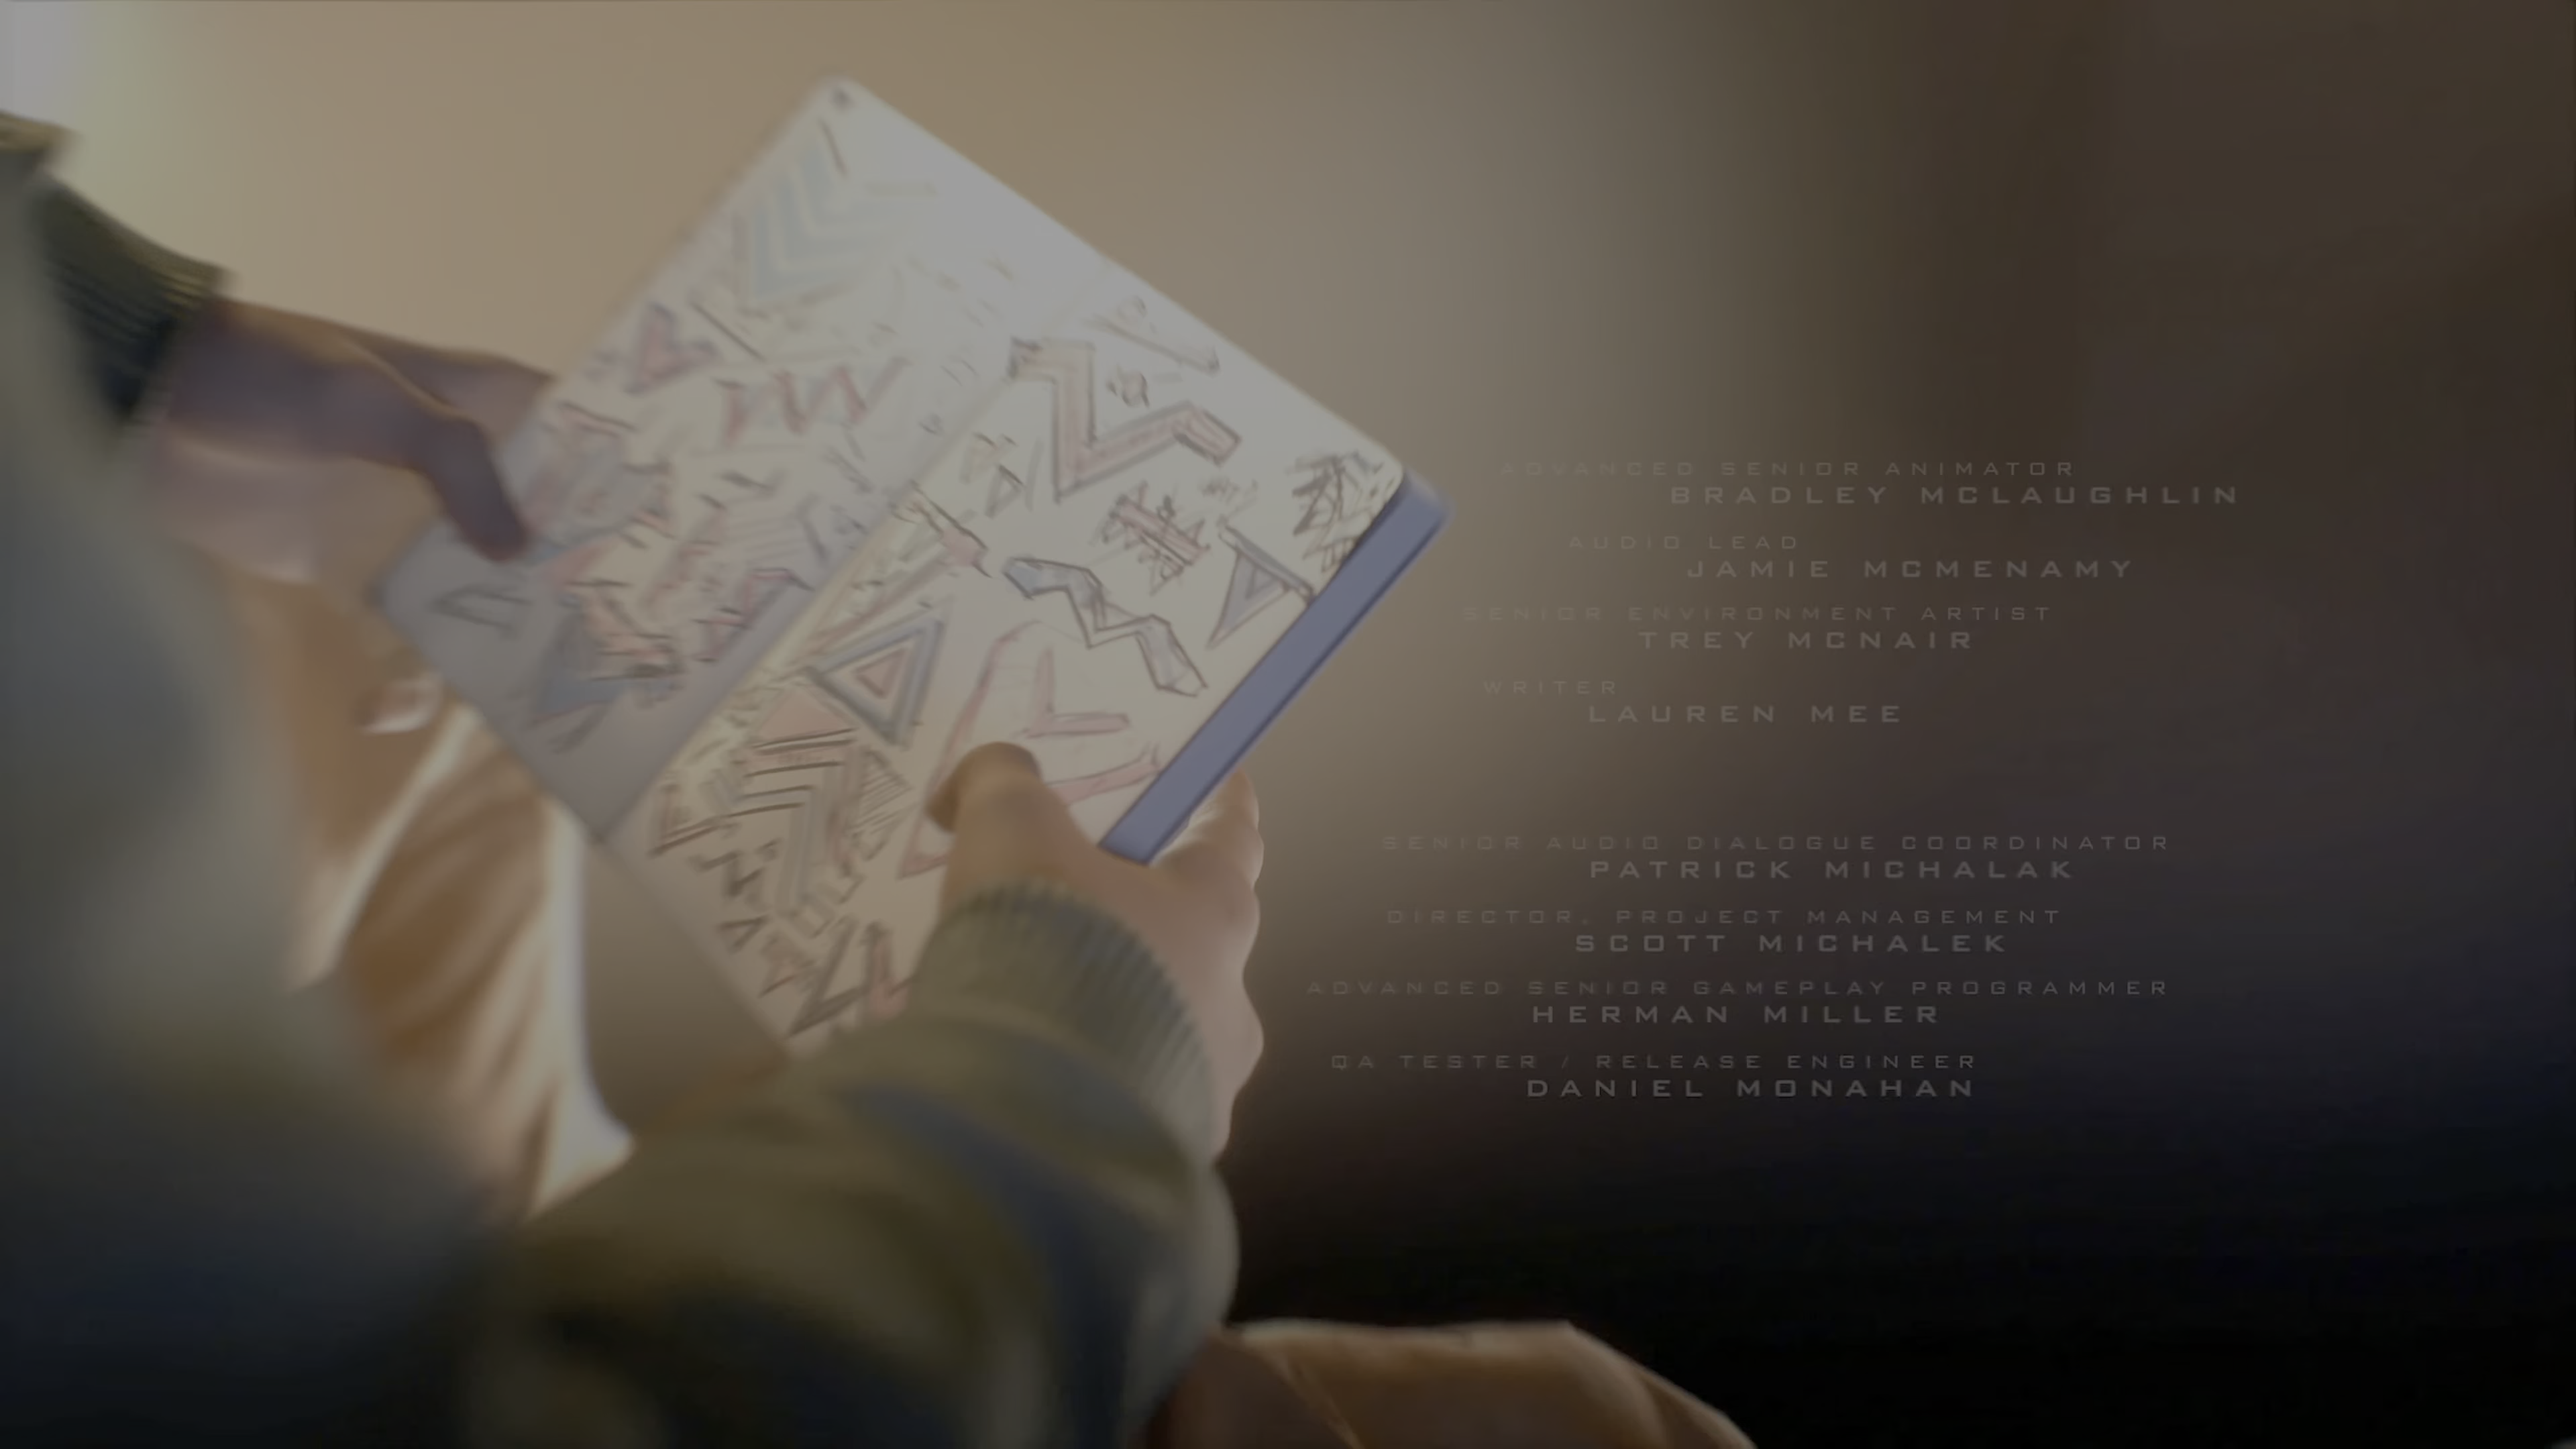 ADVANCED SENIOR ANIMATOR
BRADLEY MCLAUGHLIN
AUDIO LEAD
JAMIE MCMENAMY
SENIOR ENVIRONMENT ARTIST
TREY MCNAIR
WRITER
LAUREN MEE
SENIOR AUDIO DIALOGUE COORDINATOR
PATRICK MICHALAK
DIRECTOR, PROJECT MANAGEMENT
SCOTT MICHALEK
ADVANCED SENIOR GAMEPLAY PROGRAMMER
HERMAN MILLER
QA TESTER / RELEASE ENGINEER
DANIEL MONAHAN